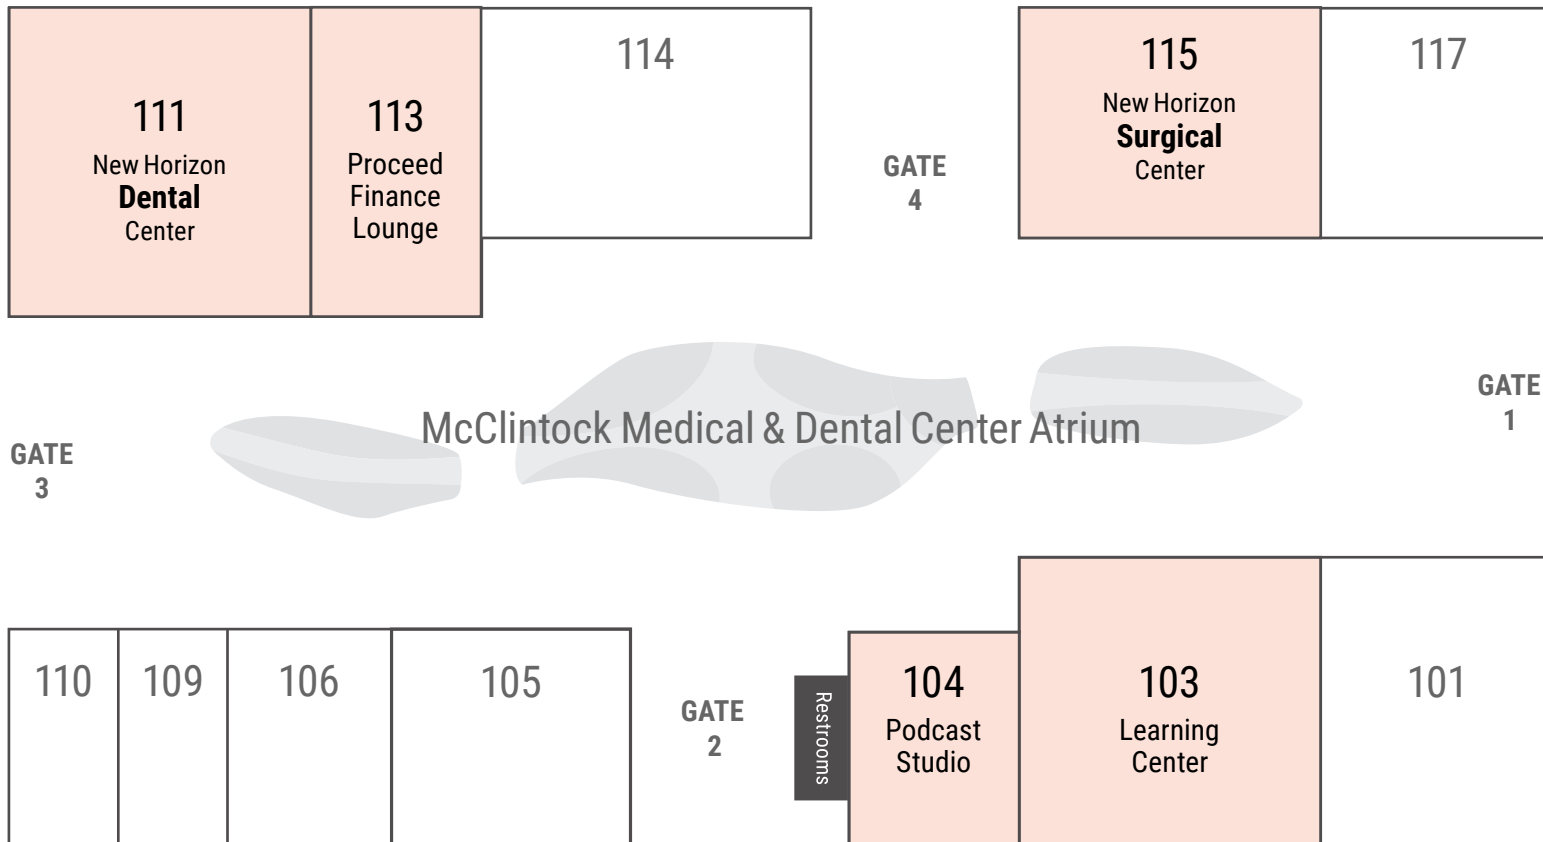 111
New Horizon
Dental
Center
113
Proceed
Finance
Lounge
114
GATE
4
115
New Horizon
Surgical
Center
117
McClintock Medical & Dental Center Atrium
GATE
1
GATE
3
110
109
106
105
GATE
2
Restrooms
104
Podcast
Studio
103
Learning
Center
101